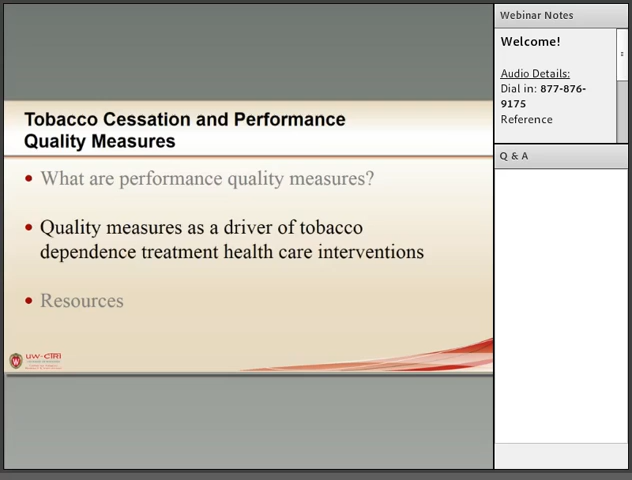 Tobacco Cessation and Performance
Quality Measures
What are performance quality measures?
Quality measures as a driver of tobacco
dependence treatment health care interventions
Resources
W
UW-CTRI
Webinar Notes
Welcome!
Audio Details:
Dial in: 877-876-
9175
Reference
Q & A